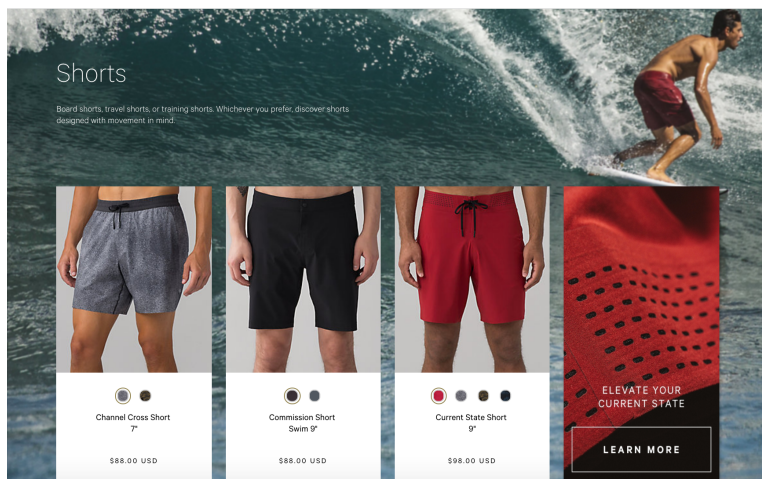 Shorts
Board shorts, travel shorts, or training shorts. Whichever you prefer, discover shorts
designed with movement in mind.
Channel Cross Short
7"
$88.00 USD
Commission Short
Swim 9"
$88.00 USD
Current State Short
9"
$98.00 USD
ELEVATE YOUR
CURRENT STATE
LEARN MORE